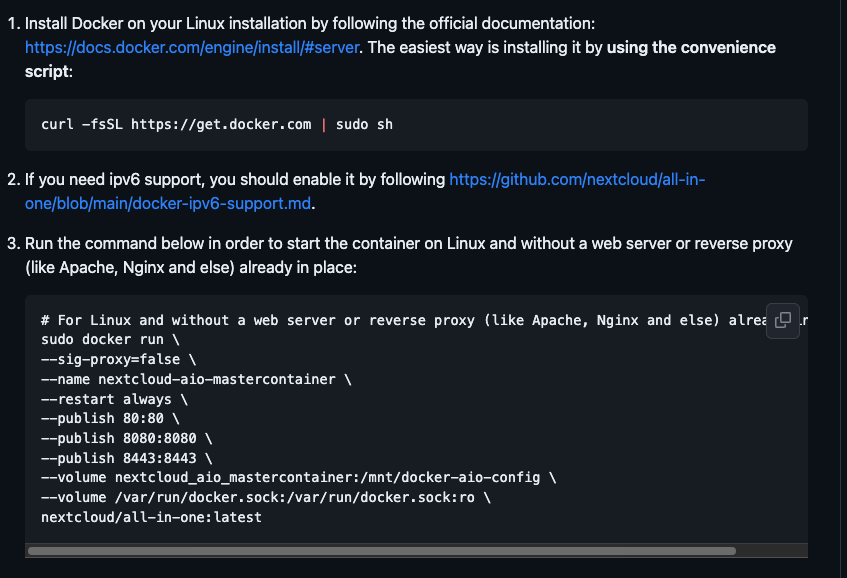 1. Install Docker on your Linux installation by following the official documentation:
https://docs.docker.com/engine/install/#server. The easiest way is installing it by using the convenience
script:
curl -fsSL https://get.docker.com | sudo sh
2. If you need ipv6 support, you should enable it by following https://github.com/nextcloud/all-in-
one/blob/main/docker-ipv6-support.md.
3. Run the command below in order to start the container on Linux and without a web server or reverse proxy
(like Apache, Nginx and else) already in place:
# For Linux and without a web server or reverse proxy (like Apache, Nginx and else)
sudo docker run \
--sig-proxy=false \
--name nextcloud-aio-mastercontainer \
--restart always \
--publish 80:80 \
--publish 8080:8080 \
--publish 8443:8443 \
--volume nextcloud_aio_mastercontainer:/mnt/docker-aio-config \
--volume /var/run/docker.sock:/var/run/docker.sock:ro \
nextcloud/all-in-one:latest